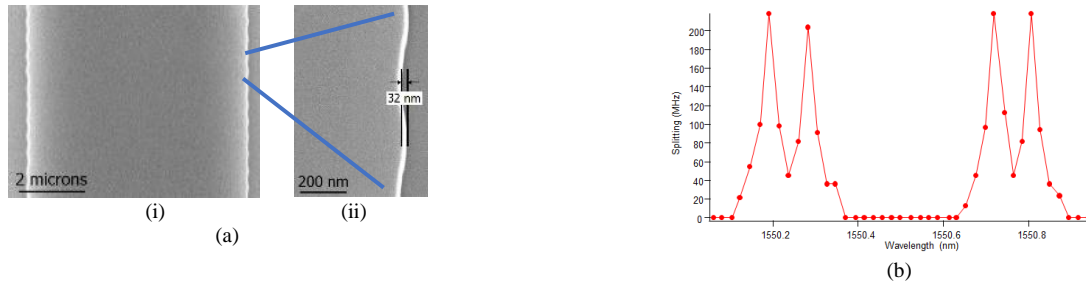 2 microns
(i)
32 nm
200 nm
(ii)
(a)
Splitting (MHz)
200
180
160
140
120
100
80
60
40
20
0
1550.2
1550.4
1550.6
1550.8
Wavelength (nm)
(b)